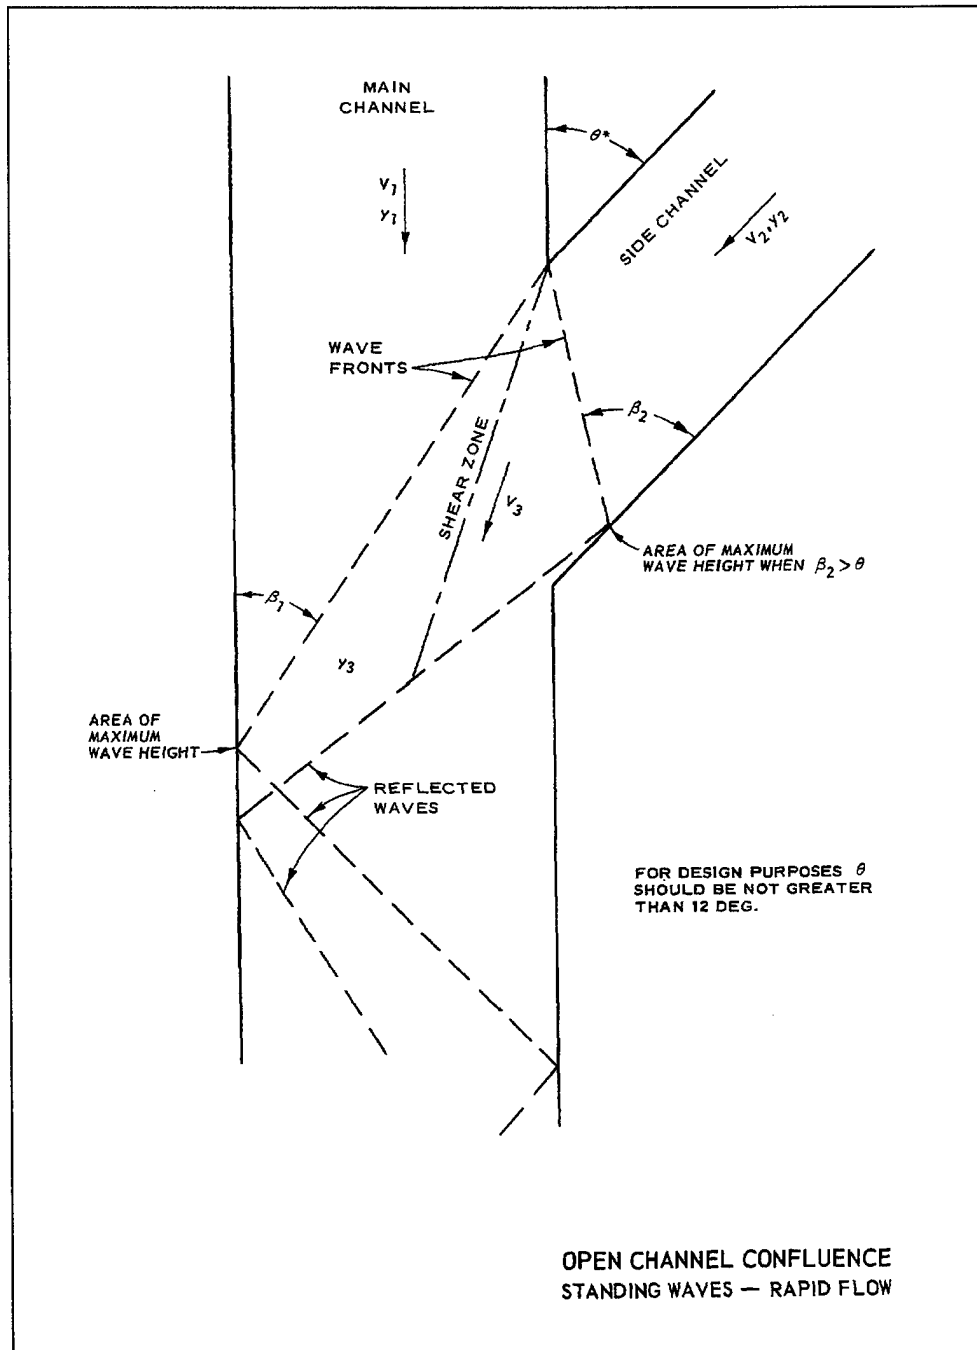 MAIN
CHANNEL
θ*
V1
y1
SIDE CHANNEL
V2, y2
WAVE
FRONTS
β2
SHEAR ZONE
V3
AREA OF MAXIMUM
WAVE HEIGHT WHEN β2 > θ
β1
y3
AREA OF
MAXIMUM
WAVE HEIGHT
REFLECTED
WAVES
FOR DESIGN PURPOSES θ
SHOULD BE NOT GREATER
THAN 12 DEG.
OPEN CHANNEL CONFLUENCE
STANDING WAVES — RAPID FLOW